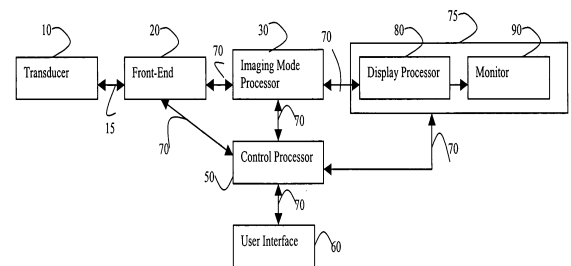 10
20
30
75
70
70
80
90
Transducer
Front-End
Imaging Mode
Processor
Display Processor
Monitor
15
70
70
70
Control Processor
50
70
User Interface
60